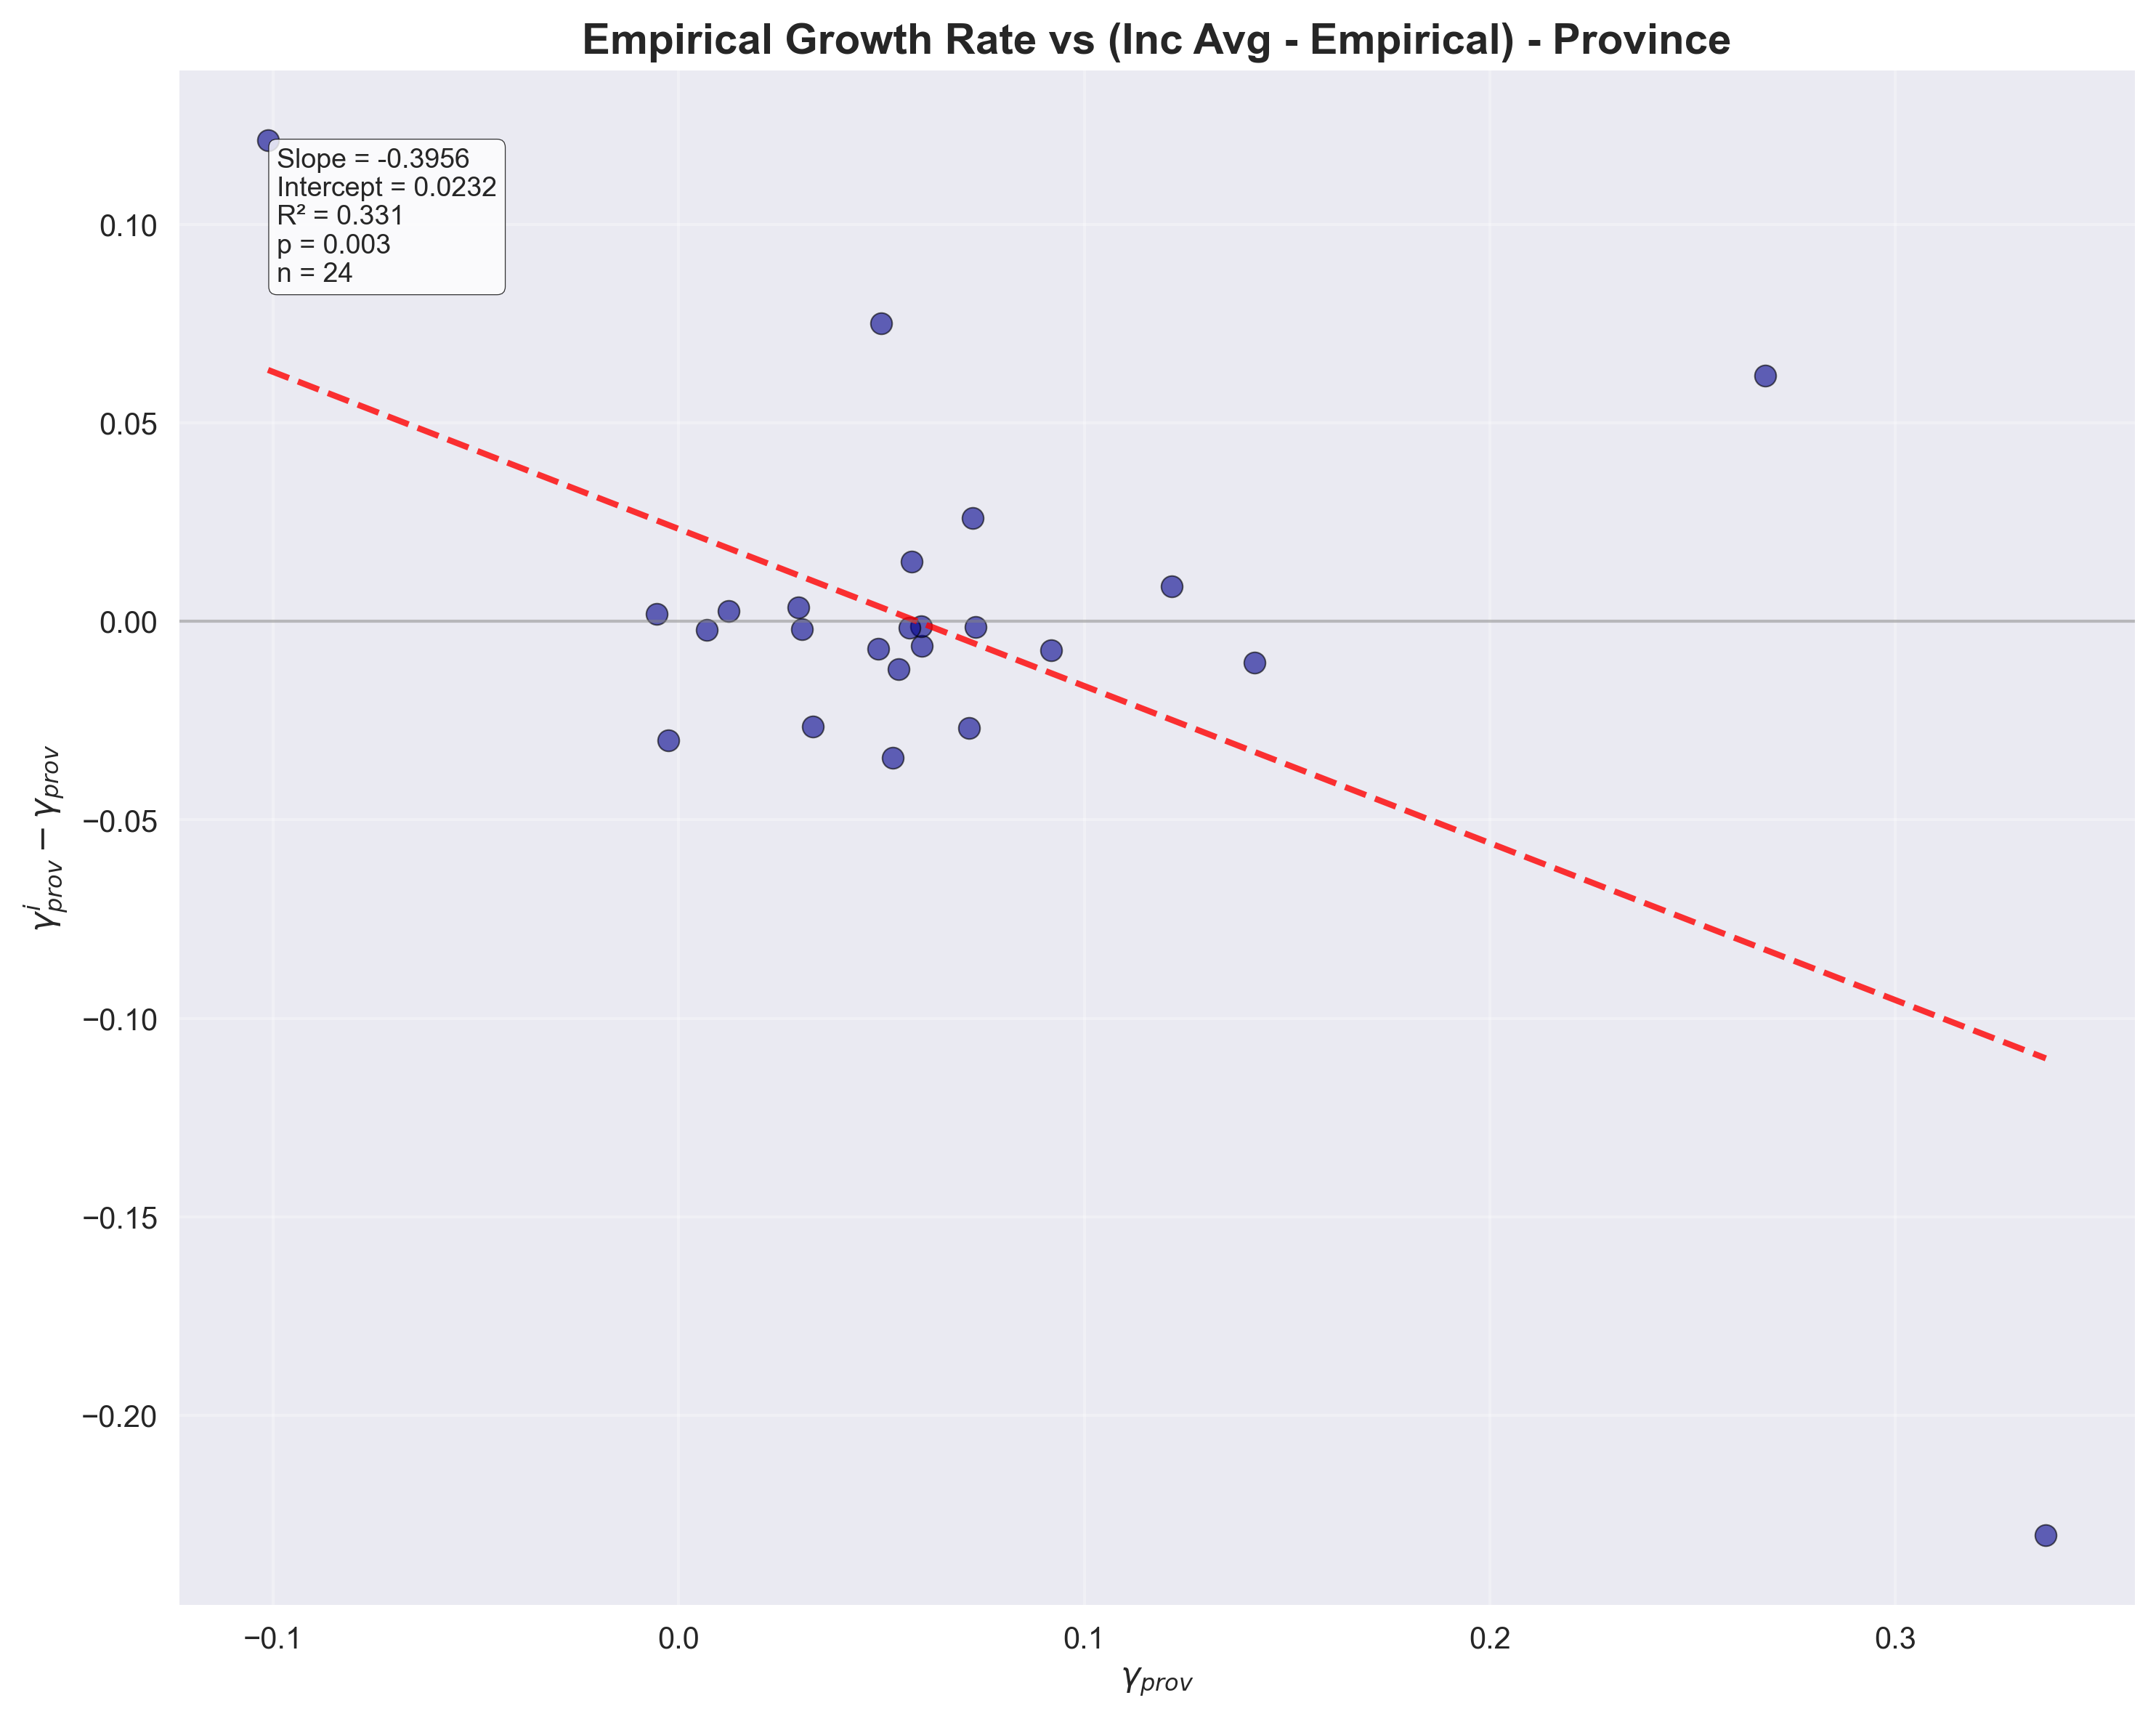 Empirical Growth Rate vs (Inc Avg - Empirical) - Province
Slope = -0.3956
Intercept = 0.0232
R² = 0.331
p = 0.003
n = 24
0.10
0.05
0.00
−0.05
−0.10
−0.15
−0.20
γ^i_prov − γ_prov
−0.1
0.0
0.1
0.2
0.3
γ_prov